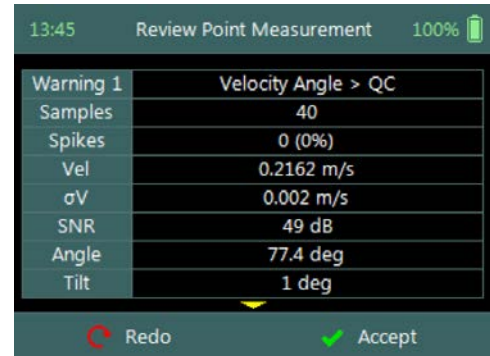 13:45 Review Point Measurement 100%
Warning 1 Velocity Angle > QC
Samples 40
Spikes 0 (0%)
Vel 0.2162 m/s
σV 0.002 m/s
SNR 49 dB
Angle 77.4 deg
Tilt 1 deg
Redo Accept